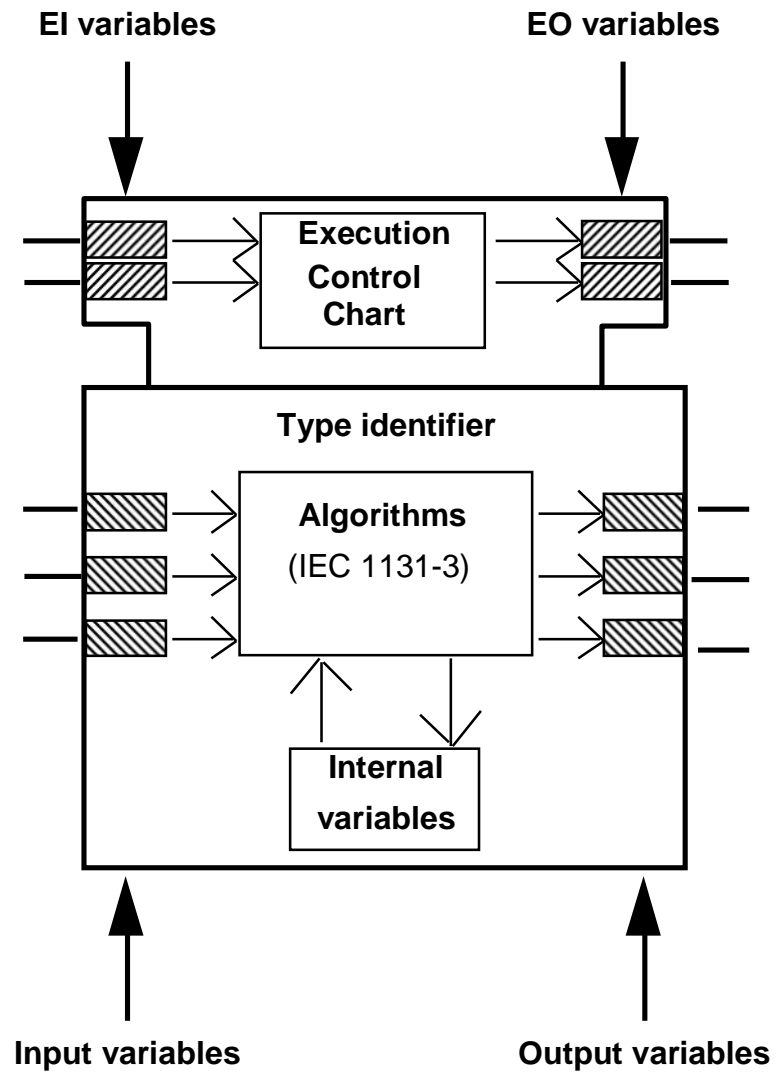 EI variables
EO variables
Execution
Control
Chart
Type identifier
Algorithms
(IEC 1131-3)
Internal
variables
Input variables
Output variables